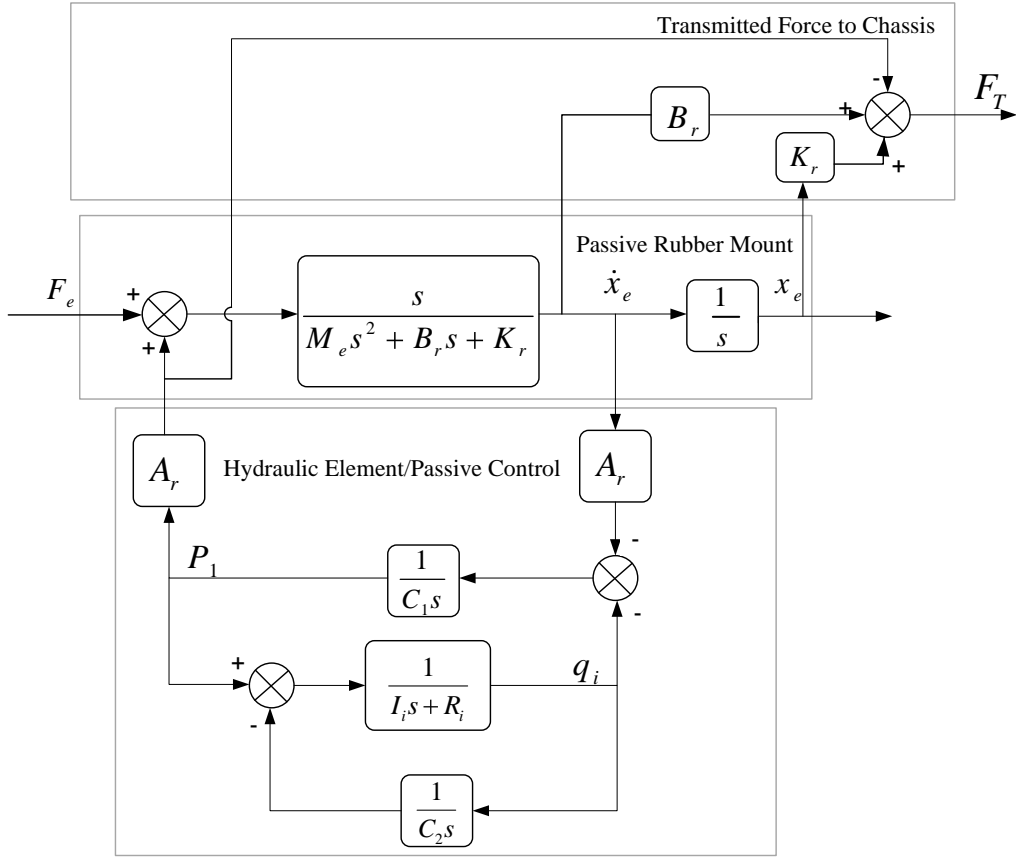 Transmitted Force to Chassis
-
F_T
B_r
+
K_r
+
Passive Rubber Mount
F_e
+
s
M_e s^2 + B_r s + K_r
ẋ_e
1
s
x_e
+
A_r
Hydraulic Element/Passive Control
A_r
-
P_1
1
C_1 s
-
+
1
I_i s + R_i
q_i
-
1
C_2 s